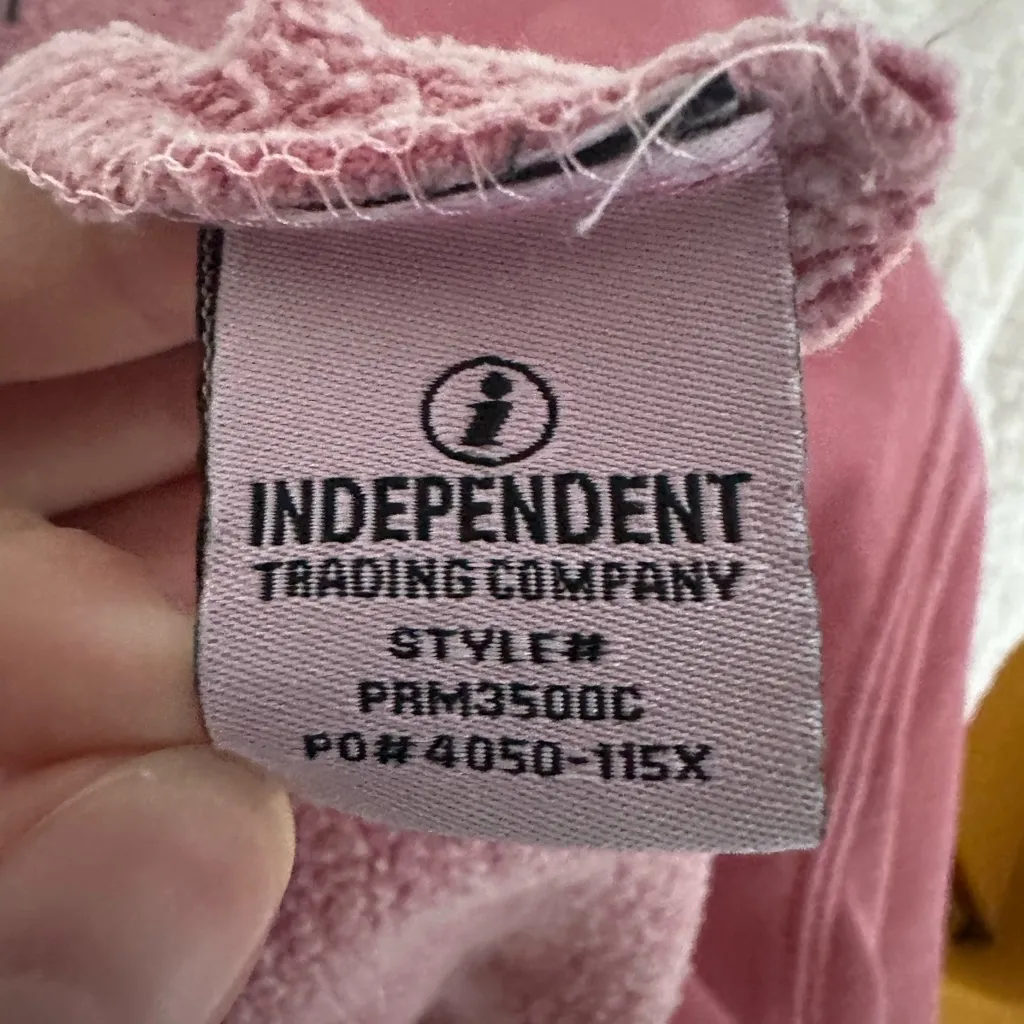 i
INDEPENDENT
TRADING COMPANY
STYLE#
PRM3500C
PO#4050-115X